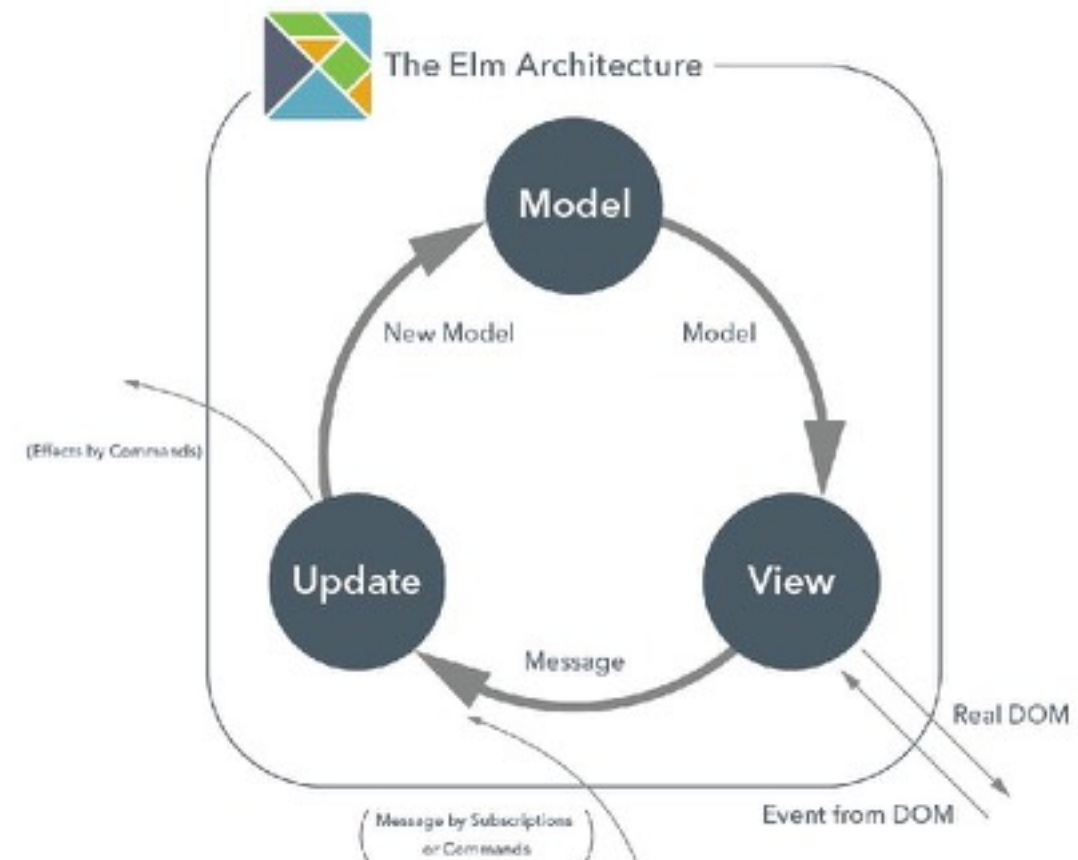 The Elm Architecture
Model
New Model
Model
(Effects by Commands)
Update
View
Message
Real DOM
Event from DOM
(Message by Subscriptions
or Commands)